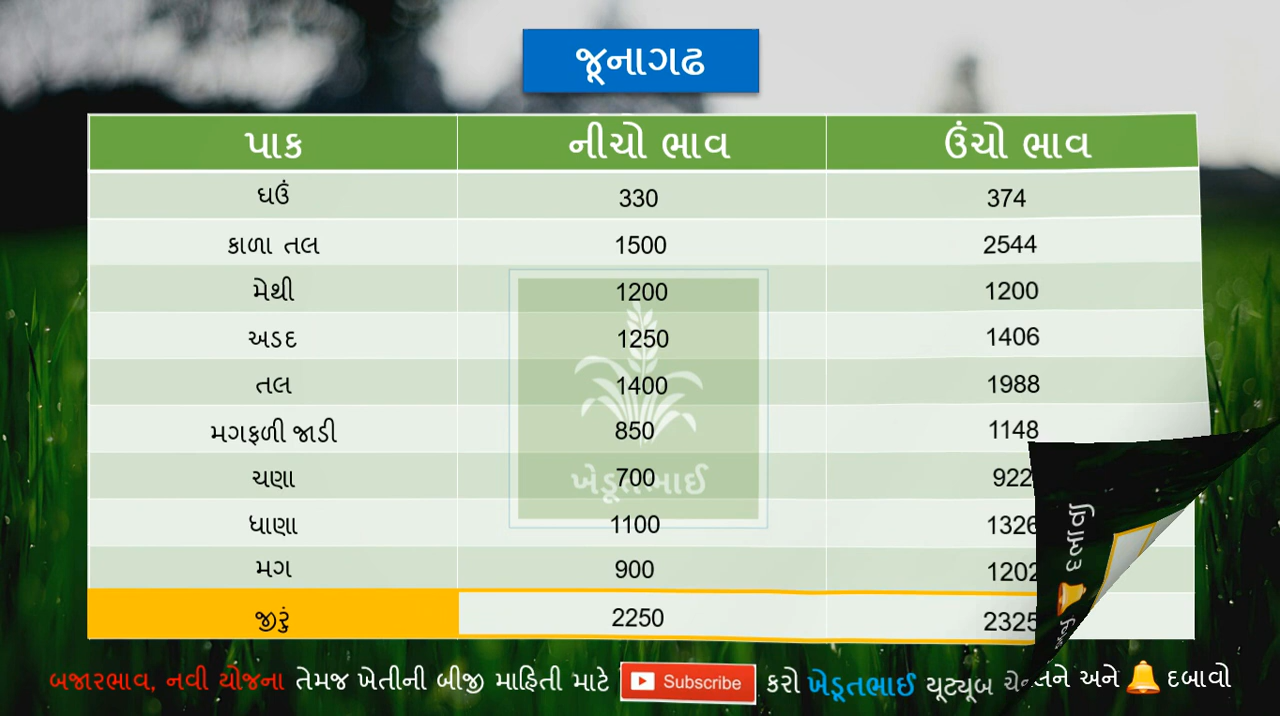 જૂનાગઢ
પાક નીચો ભાવ ઉંચો ભાવ
ઘઉં 330 374
કાળા તલ 1500 2544
મેથી 1200 1200
અડદ 1250 1406
તલ 1400 1988
મગફળી જાડી 850 1148
ચણા 700 922
ખેડૂતભાઈ
ધાણા 1100 1326
મગ 900 1202
જીરું 2250 2325
બજારભાવ, નવી યોજના તેમજ ખેતીની બીજી માહિતી માટે Subscribe કરો ખેડૂતભાઈ યૂટ્યૂબ અને દબાવો